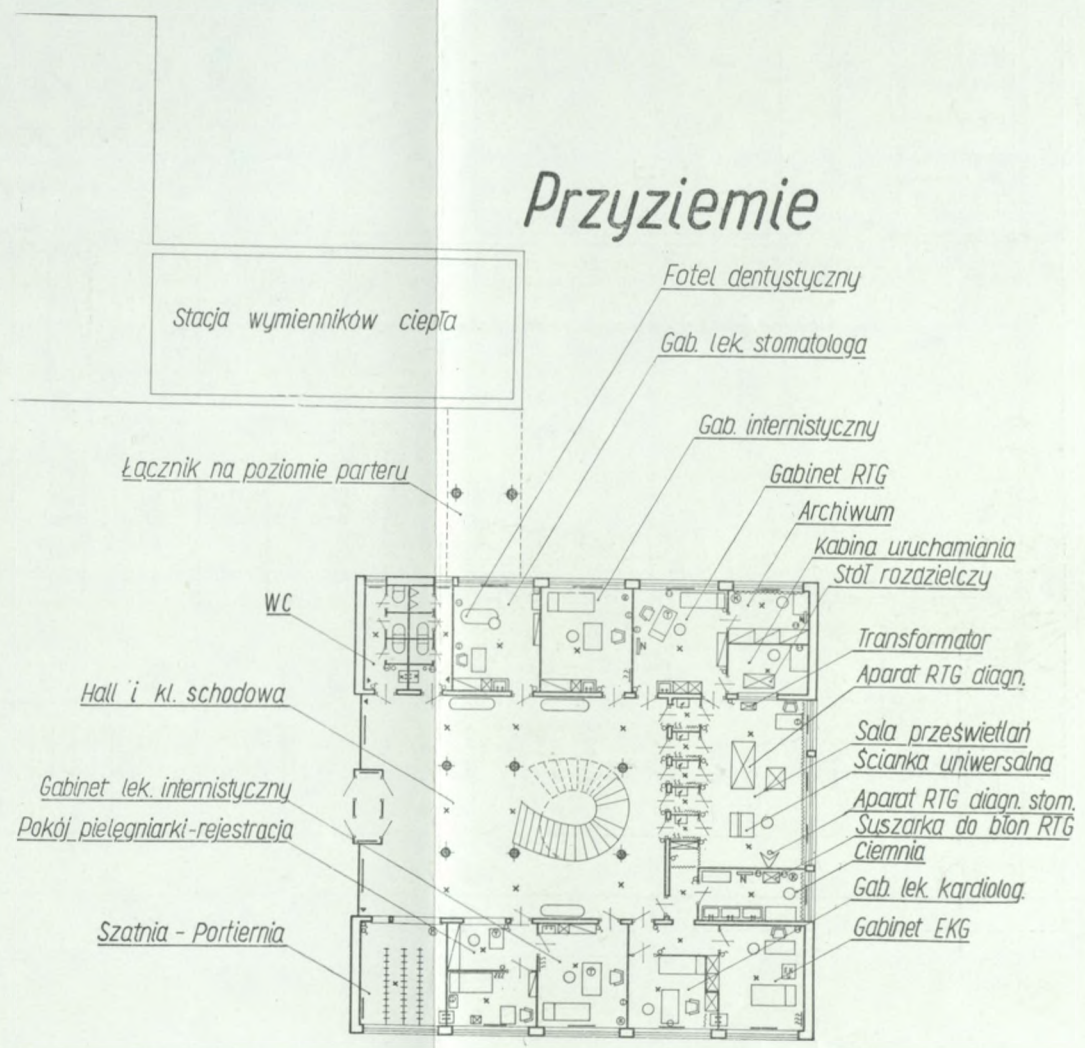 Przyziemie
Fotel dentystyczny
Stacja wymienników ciepła
Gab. lek. stomatologa
Gab. internistyczny
Łącznik na poziomie parteru
Gabinet RTG
Archiwum
Kabina uruchamiania
Stół rozdzielczy
WC
Transformator
Aparat RTG diagn.
Hall i kl. schodowa
Sala prześwietlań
Ścianka uniwersalna
Gabinet lek. internistyczny
Aparat RTG diagn. stom.
Pokój pielęgniarki-rejestracja
Suszarka do błon RTG
Ciemnia
Gab. lek. kardiolog.
Szatnia - Portiernia
Gabinet EKG